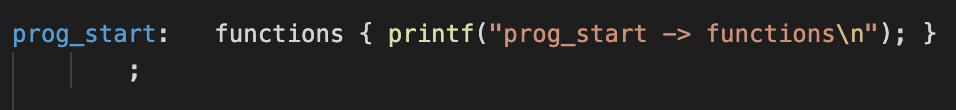 prog_start:   functions { printf("prog_start -> functions\n"); }
;